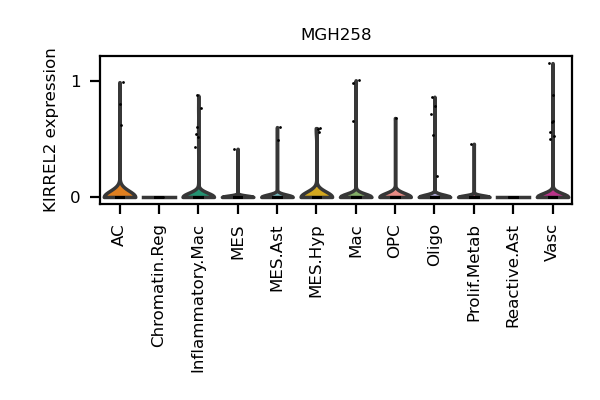 MGH258
KIRREL2 expression
1
0
AC
Chromatin.Reg
Inflammatory.Mac
MES
MES.Ast
MES.Hyp
Mac
OPC
Oligo
Prolif.Metab
Reactive.Ast
Vasc